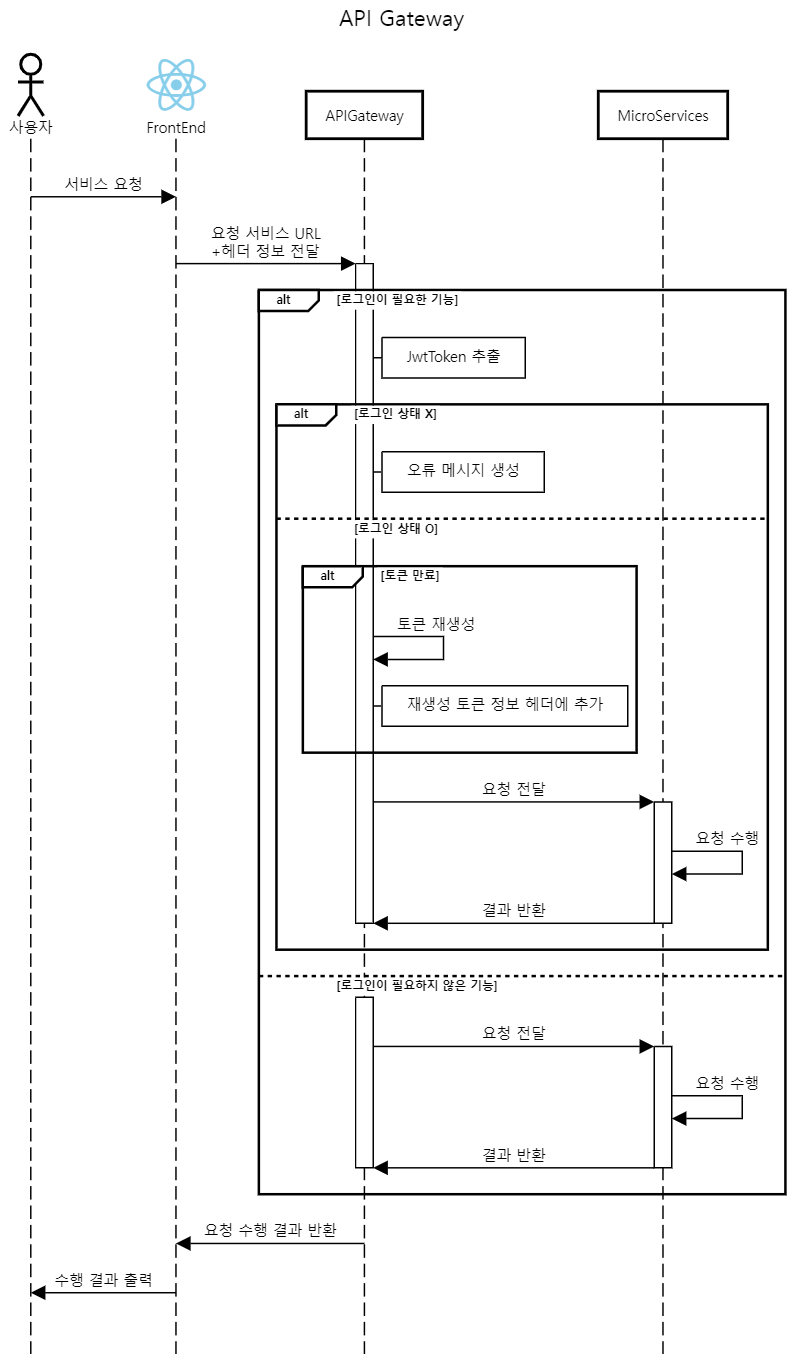 API Gateway
사용자
FrontEnd
APIGateway
MicroServices
서비스 요청
요청 서비스 URL
+헤더 정보 전달
alt
[로그인이 필요한 기능]
JwtToken 추출
alt
[로그인 상태 X]
오류 메시지 생성
[로그인 상태 O]
alt
[토큰 만료]
토큰 재생성
재생성 토큰 정보 헤더에 추가
요청 전달
요청 수행
결과 반환
[로그인이 필요하지 않은 기능]
요청 전달
요청 수행
결과 반환
요청 수행 결과 반환
수행 결과 출력